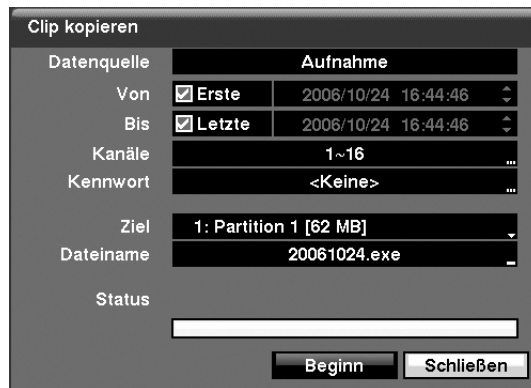 Clip kopieren
Datenquelle Aufnahme
Von Erste 2006/10/24 16:44:46
Bis Letzte 2006/10/24 16:44:46
Kanäle 1~16 ...
Kennwort <Keine> ...
Ziel 1: Partition 1 [62 MB]
Dateiname 20061024.exe
Status
Beginn Schließen